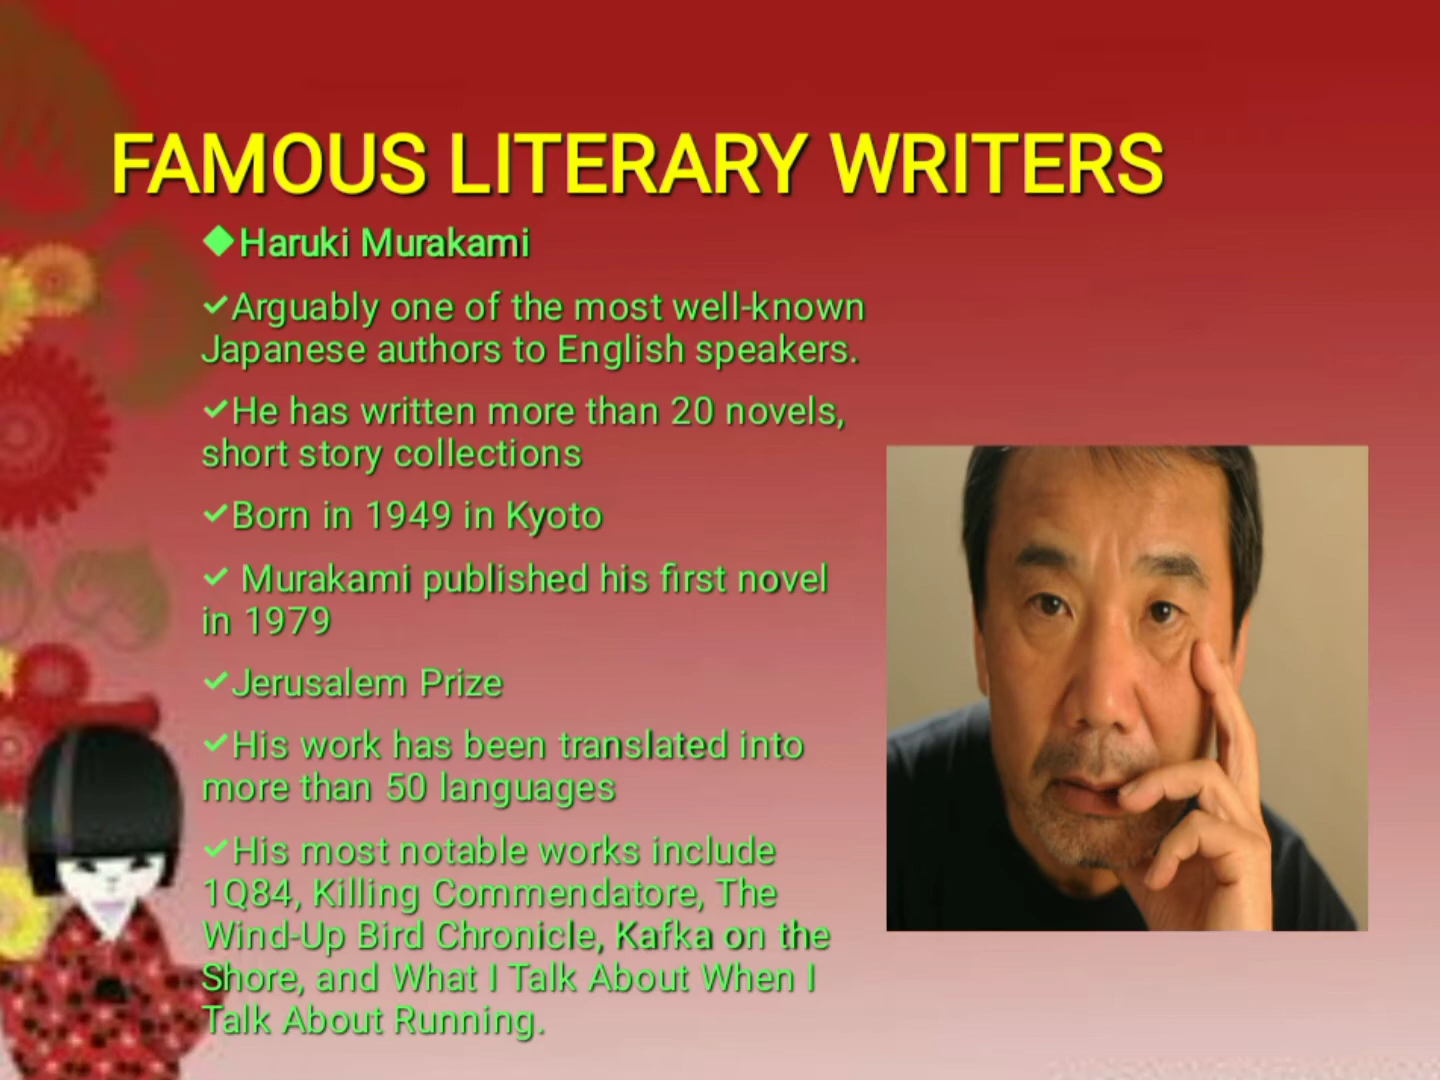 FAMOUS LITERARY WRITERS
◆Haruki Murakami
✓Arguably one of the most well-known
Japanese authors to English speakers.
✓He has written more than 20 novels,
short story collections
✓Born in 1949 in Kyoto
✓ Murakami published his first novel
in 1979
✓Jerusalem Prize
✓His work has been translated into
more than 50 languages
✓His most notable works include
1Q84, Killing Commendatore, The
Wind-Up Bird Chronicle, Kafka on the
Shore, and What I Talk About When I
Talk About Running.